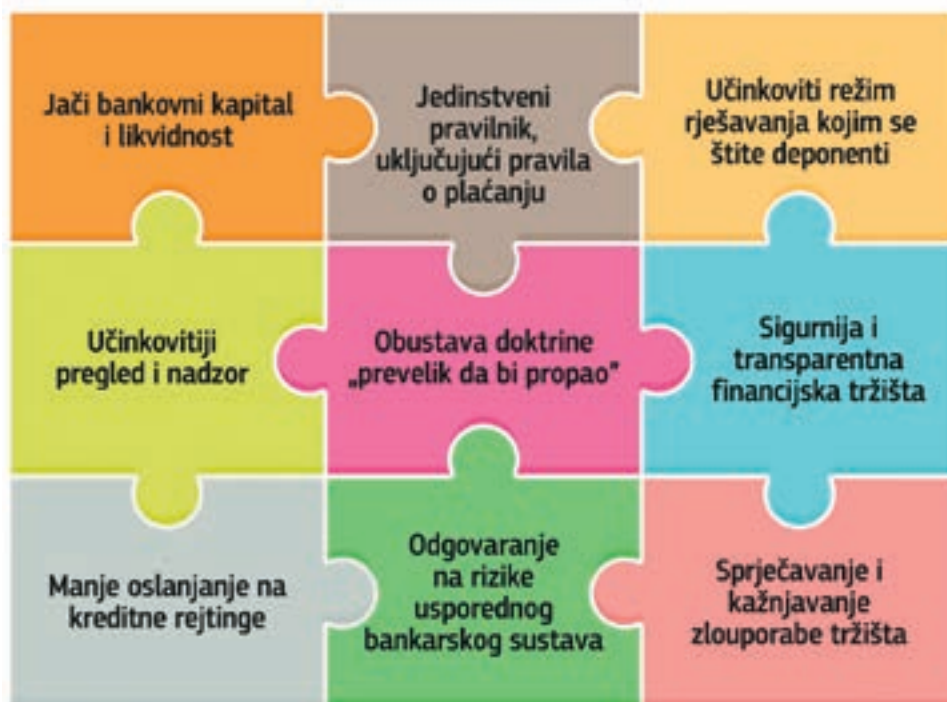 Jači bankovni kapital
i likvidnost
Jedinstveni
pravilnik,
uključujući pravila
o plaćanju
Učinkoviti režim
rješavanja kojim se
štite deponenti
Učinkovitiji
pregled i nadzor
Obustava doktrine
„prevelik da bi propao”
Sigurnija i
transparentna
financijska tržišta
Manje oslanjanje na
kreditne rejtinge
Odgovaranje
na rizike
usporednog
bankarskog sustava
Sprječavanje i
kažnjavanje
zlouporabe tržišta